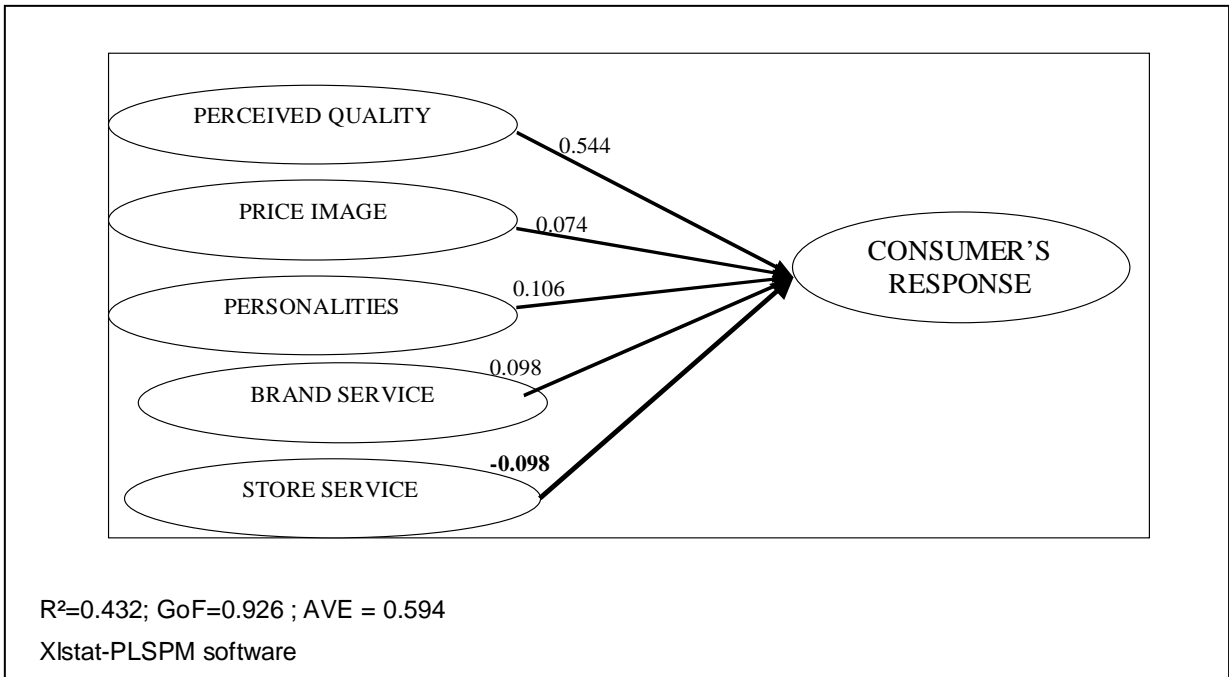 PERCEIVED QUALITY
0.544
PRICE IMAGE
0.074
PERSONALITIES
0.106
BRAND SERVICE
0.098
STORE SERVICE
-0.098
CONSUMER’S
RESPONSE
R²=0.432; GoF=0.926 ; AVE = 0.594
Xlstat-PLSPM software